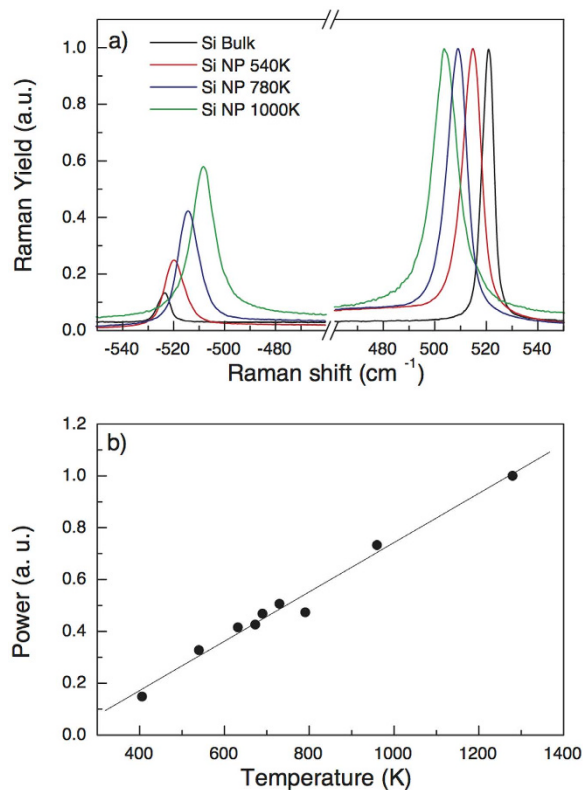 a)
Si Bulk
Si NP 540K
Si NP 780K
Si NP 1000K
Raman Yield (a.u.)
1.0
0.8
0.6
0.4
0.2
0.0
-540 -520 -500 -480 480 500 520 540
Raman shift (cm⁻¹)
b)
Power (a. u.)
1.2
1.0
0.8
0.6
0.4
0.2
0.0
400 600 800 1000 1200 1400
Temperature (K)